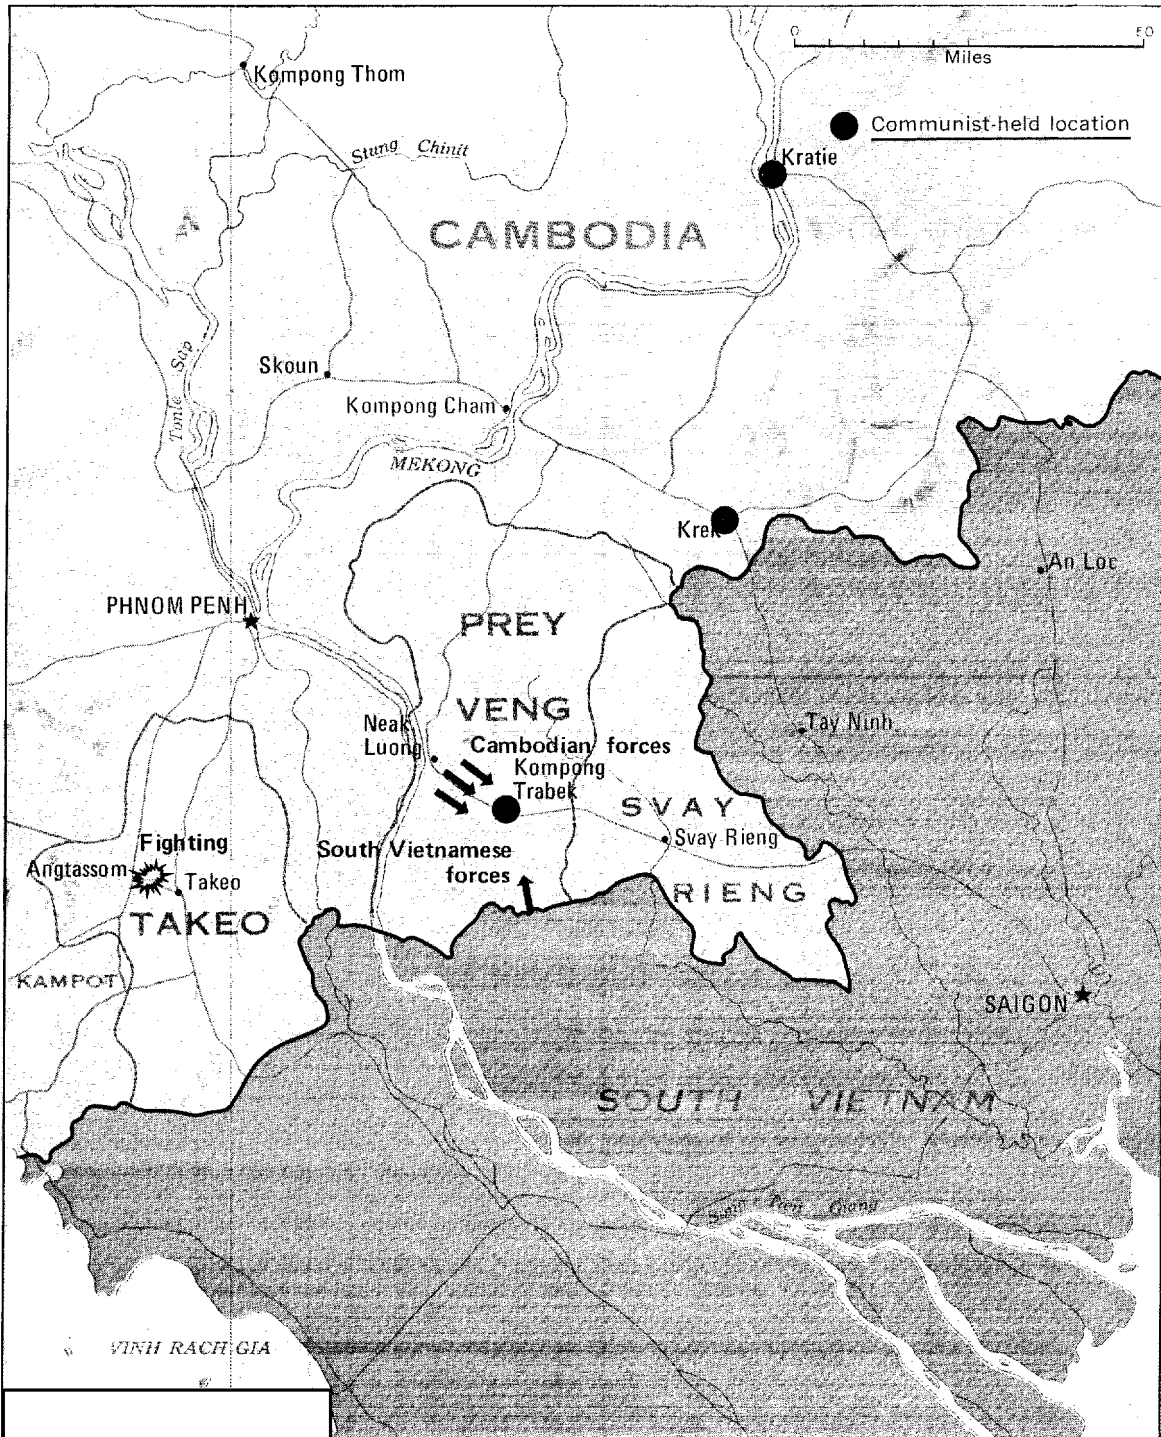 0 50
Miles
Kompong Thom
Communist-held location
Stung Chinit
Kratie
CAMBODIA
Tonle Sap
Skoun
Kompong Cham
MEKONG
Krek
An Loc
PHNOM PENH
PREY
VENG
Neak
Luong
Cambodian forces
Kompong
Trabek
Tay Ninh
SVAY
RIENG
Svay Rieng
Fighting
Angtassom
Takeo
TAKEO
South Vietnamese
forces
KAMPOT
SAIGON
SOUTH VIETNAM
Tien Giang
VINH RACH GIA